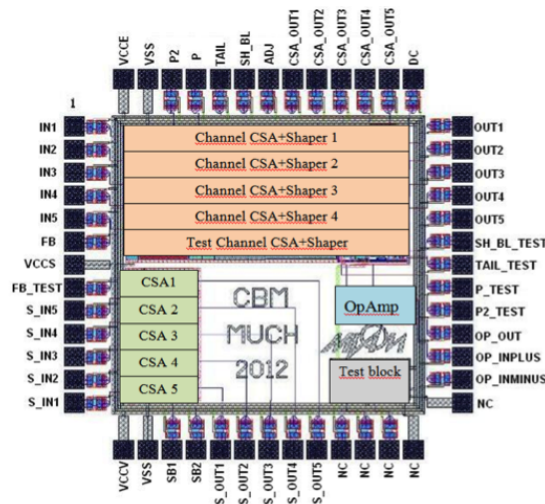 VCCE
VSS
P2
P
TAIL
SH_BL
ADJ
CSA_OUT1
CSA_OUT2
CSA_OUT3
CSA_OUT4
CSA_OUT5
DC
1
IN1
IN2
IN3
IN4
IN5
FB
VCCS
FB_TEST
S_IN5
S_IN4
S_IN3
S_IN2
S_IN1
Channel CSA+Shaper 1
Channel CSA+Shaper 2
Channel CSA+Shaper 3
Channel CSA+Shaper 4
Test Channel CSA+Shaper
CSA1
CSA 2
CSA 3
CSA 4
CSA 5
CBM
MUCH
2012
OpAmp
Test block
OUT1
OUT2
OUT3
OUT4
OUT5
SH_BL_TEST
TAIL_TEST
P_TEST
P2_TEST
OP_OUT
OP_INPLUS
OP_INMINUS
NC
VCCV
VSS
SB1
SB2
S_OUT1
S_OUT2
S_OUT3
S_OUT4
S_OUT5
NC
NC
NC
NC